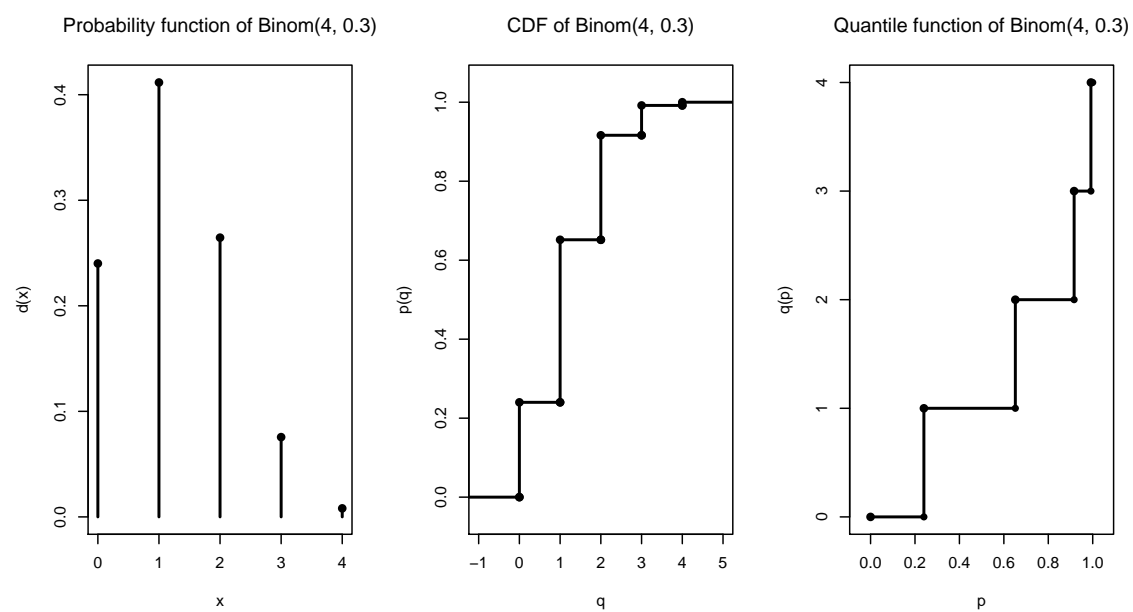 Probability function of Binom(4, 0.3)
0.4
0.3
0.2
0.1
0.0
d(x)
0 1 2 3 4
x
CDF of Binom(4, 0.3)
1.0
0.8
0.6
0.4
0.2
0.0
p(q)
−1 0 1 2 3 4 5
q
Quantile function of Binom(4, 0.3)
4
3
2
1
0
q(p)
0.0 0.2 0.4 0.6 0.8 1.0
p